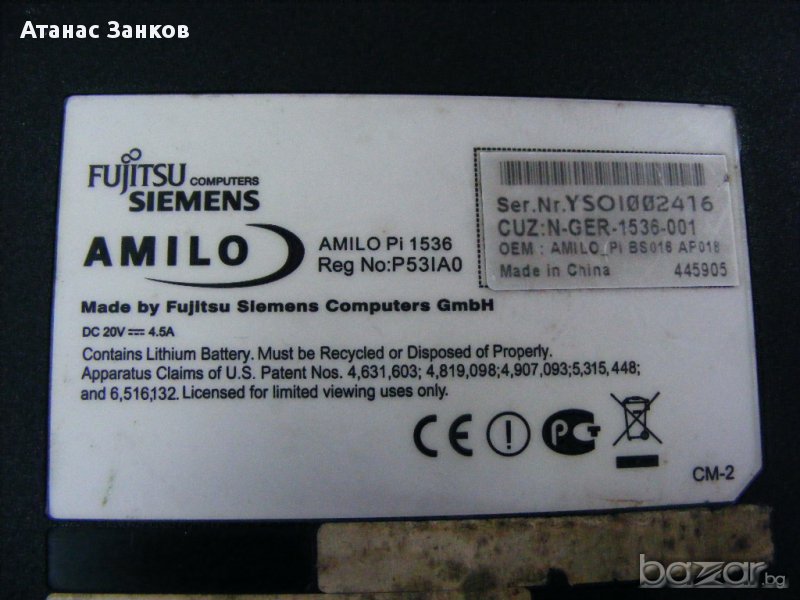 Атанас Занков
FUJITSU COMPUTERS
SIEMENS
AMILO
AMILO Pi 1536
Reg No:P53IA0
Ser.Nr.YSOI002416
CUZ:N-GER-1536-001
OEM : AMILO_Pi BS016 AP018
Made in China 445905
Made by Fujitsu Siemens Computers GmbH
DC 20V 4.5A
Contains Lithium Battery. Must be Recycled or Disposed of Properly.
Apparatus Claims of U.S. Patent Nos. 4,631,603; 4,819,098;4,907,093;5,315,448;
and 6,516,132. Licensed for limited viewing uses only.
CE
CM-2
bazar.bg